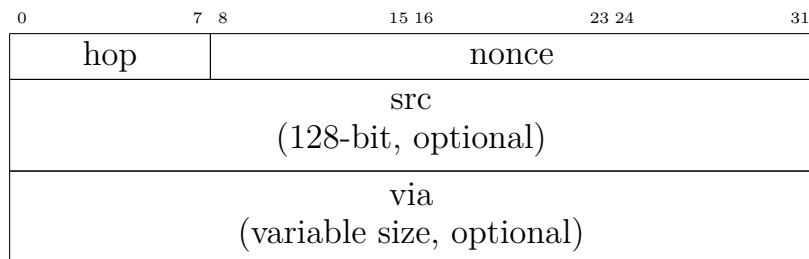 0 7 8 15 16 23 24 31
hop nonce
src
(128-bit, optional)
via
(variable size, optional)